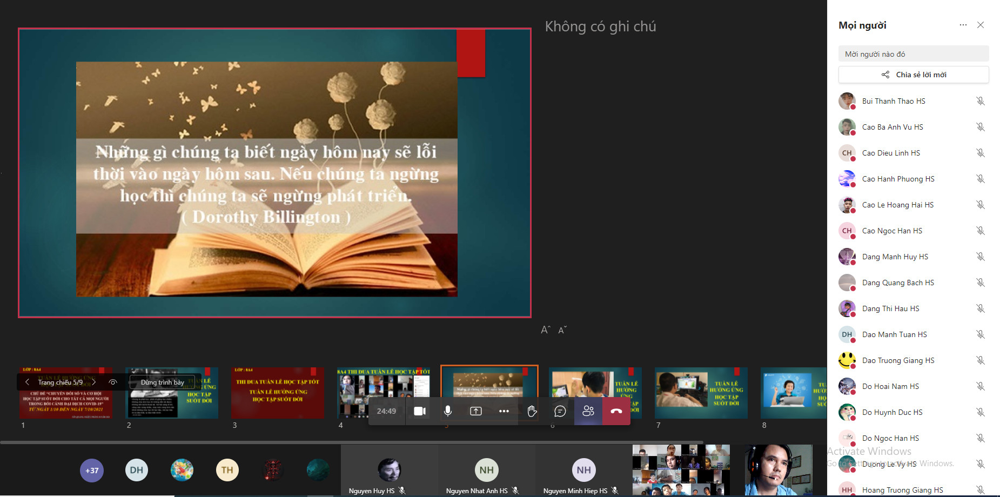 Không có ghi chú
Những gì chúng ta biết ngày hôm nay sẽ lỗi
thời vào ngày hôm sau. Nếu chúng ta ngừng
học thì chúng ta sẽ ngừng phát triển.
( Dorothy Billington )
A A
LỚP : 8A4
Trang chiếu 5/9
Dừng trình bày
CHỦ ĐỀ “CHUYỂN ĐỔI SỐ VÀ CƠ HỘI
HỌC TẬP SUỐT ĐỜI CHO TẤT CẢ MỌI NGƯỜI
TRONG BỐI CẢNH ĐẠI DỊCH COVID-19”
TỪ NGÀY 1/10 ĐẾN NGÀY 7/10/2021
1
HỌC TẬP
SUỐT ĐỜI
2
LỚP : 8A4
THI ĐUA TUẦN LỄ HỌC TẬP TỐT
TUẦN LỄ HƯỞNG ỨNG
HỌC TẬP SUỐT ĐỜI
3
8A4 THI ĐUA TUẦN LỄ HỌC TẬP TỐT
4
5
TUẦN LỄ
HƯỞNG
6
TUẦN LỄ
HƯỞNG ỨNG
HỌC TẬP
SUỐT ĐỜI
7
8
24:49
+37
DH
TH
Nguyen Huy HS
NH
Nguyen Nhat Anh HS
NH
Nguyen Minh Hiep HS
Mọi người
Mời người nào đó
Chia sẻ lời mời
Bui Thanh Thao HS
Cao Ba Anh Vu HS
CH
Cao Dieu Linh HS
Cao Hanh Phuong HS
Cao Le Hoang Hai HS
CH
Cao Ngoc Han HS
Dang Manh Huy HS
Dang Quang Bach HS
Dang Thi Hau HS
DH
Dao Manh Tuan HS
Dao Truong Giang HS
Do Hoai Nam HS
Do Huynh Duc HS
Do Ngoc Han HS
Activate Windows
Go to Settings to activate Windows.
Duong Le Vy HS
HH
Hoang Truong Giang HS